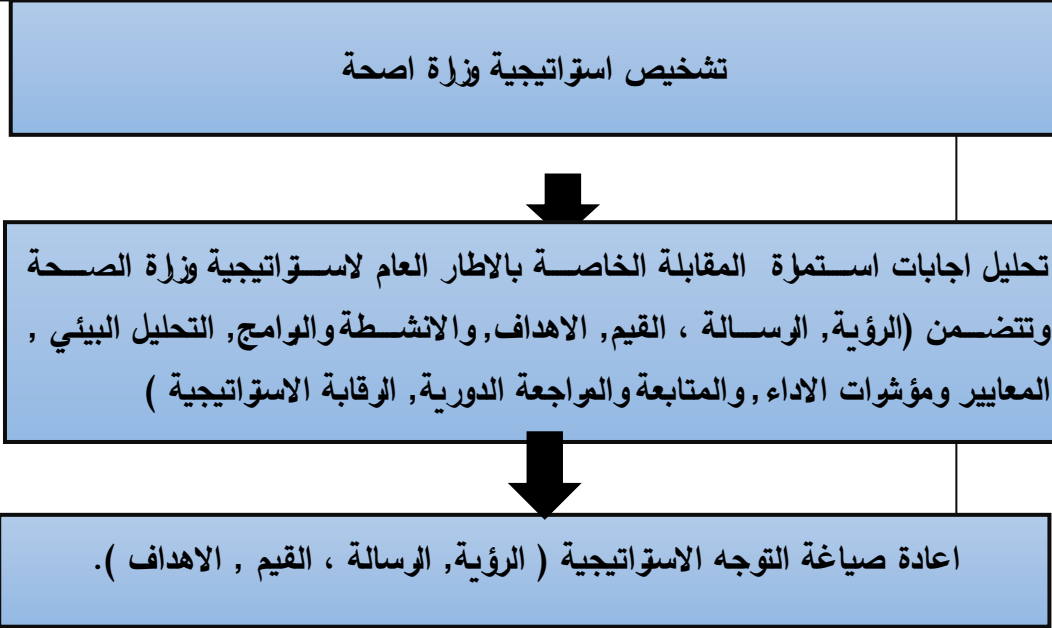 تشخيص استراتيجية وزارة اصحة
تحليل اجابات استمارة المقابلة الخاصة بالاطار العام لاستراتيجية وزارة الصحة
وتتضمن (الرؤية, الرسالة ، القيم, الاهداف, والانشطة والبرامج, التحليل البيئي ,
المعايير ومؤشرات الاداء, والمتابعة والمراجعة الدورية, الرقابة الاستراتيجية )
اعادة صياغة التوجه الاستراتيجية ( الرؤية, الرسالة ، القيم , الاهداف ).